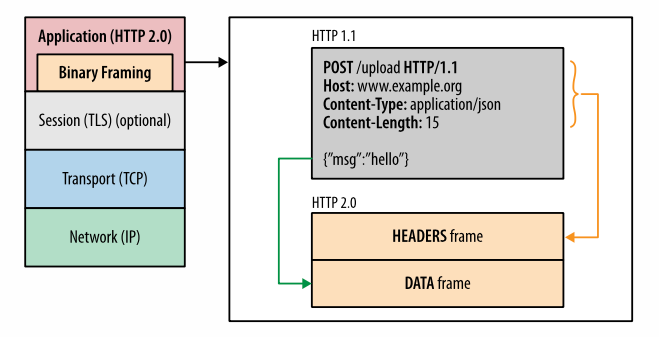 Application (HTTP 2.0)
Binary Framing
Session (TLS) (optional)
Transport (TCP)
Network (IP)
HTTP 1.1
POST /upload HTTP/1.1
Host: www.example.org
Content-Type: application/json
Content-Length: 15
{”msg”:”hello”}
HTTP 2.0
HEADERS frame
DATA frame